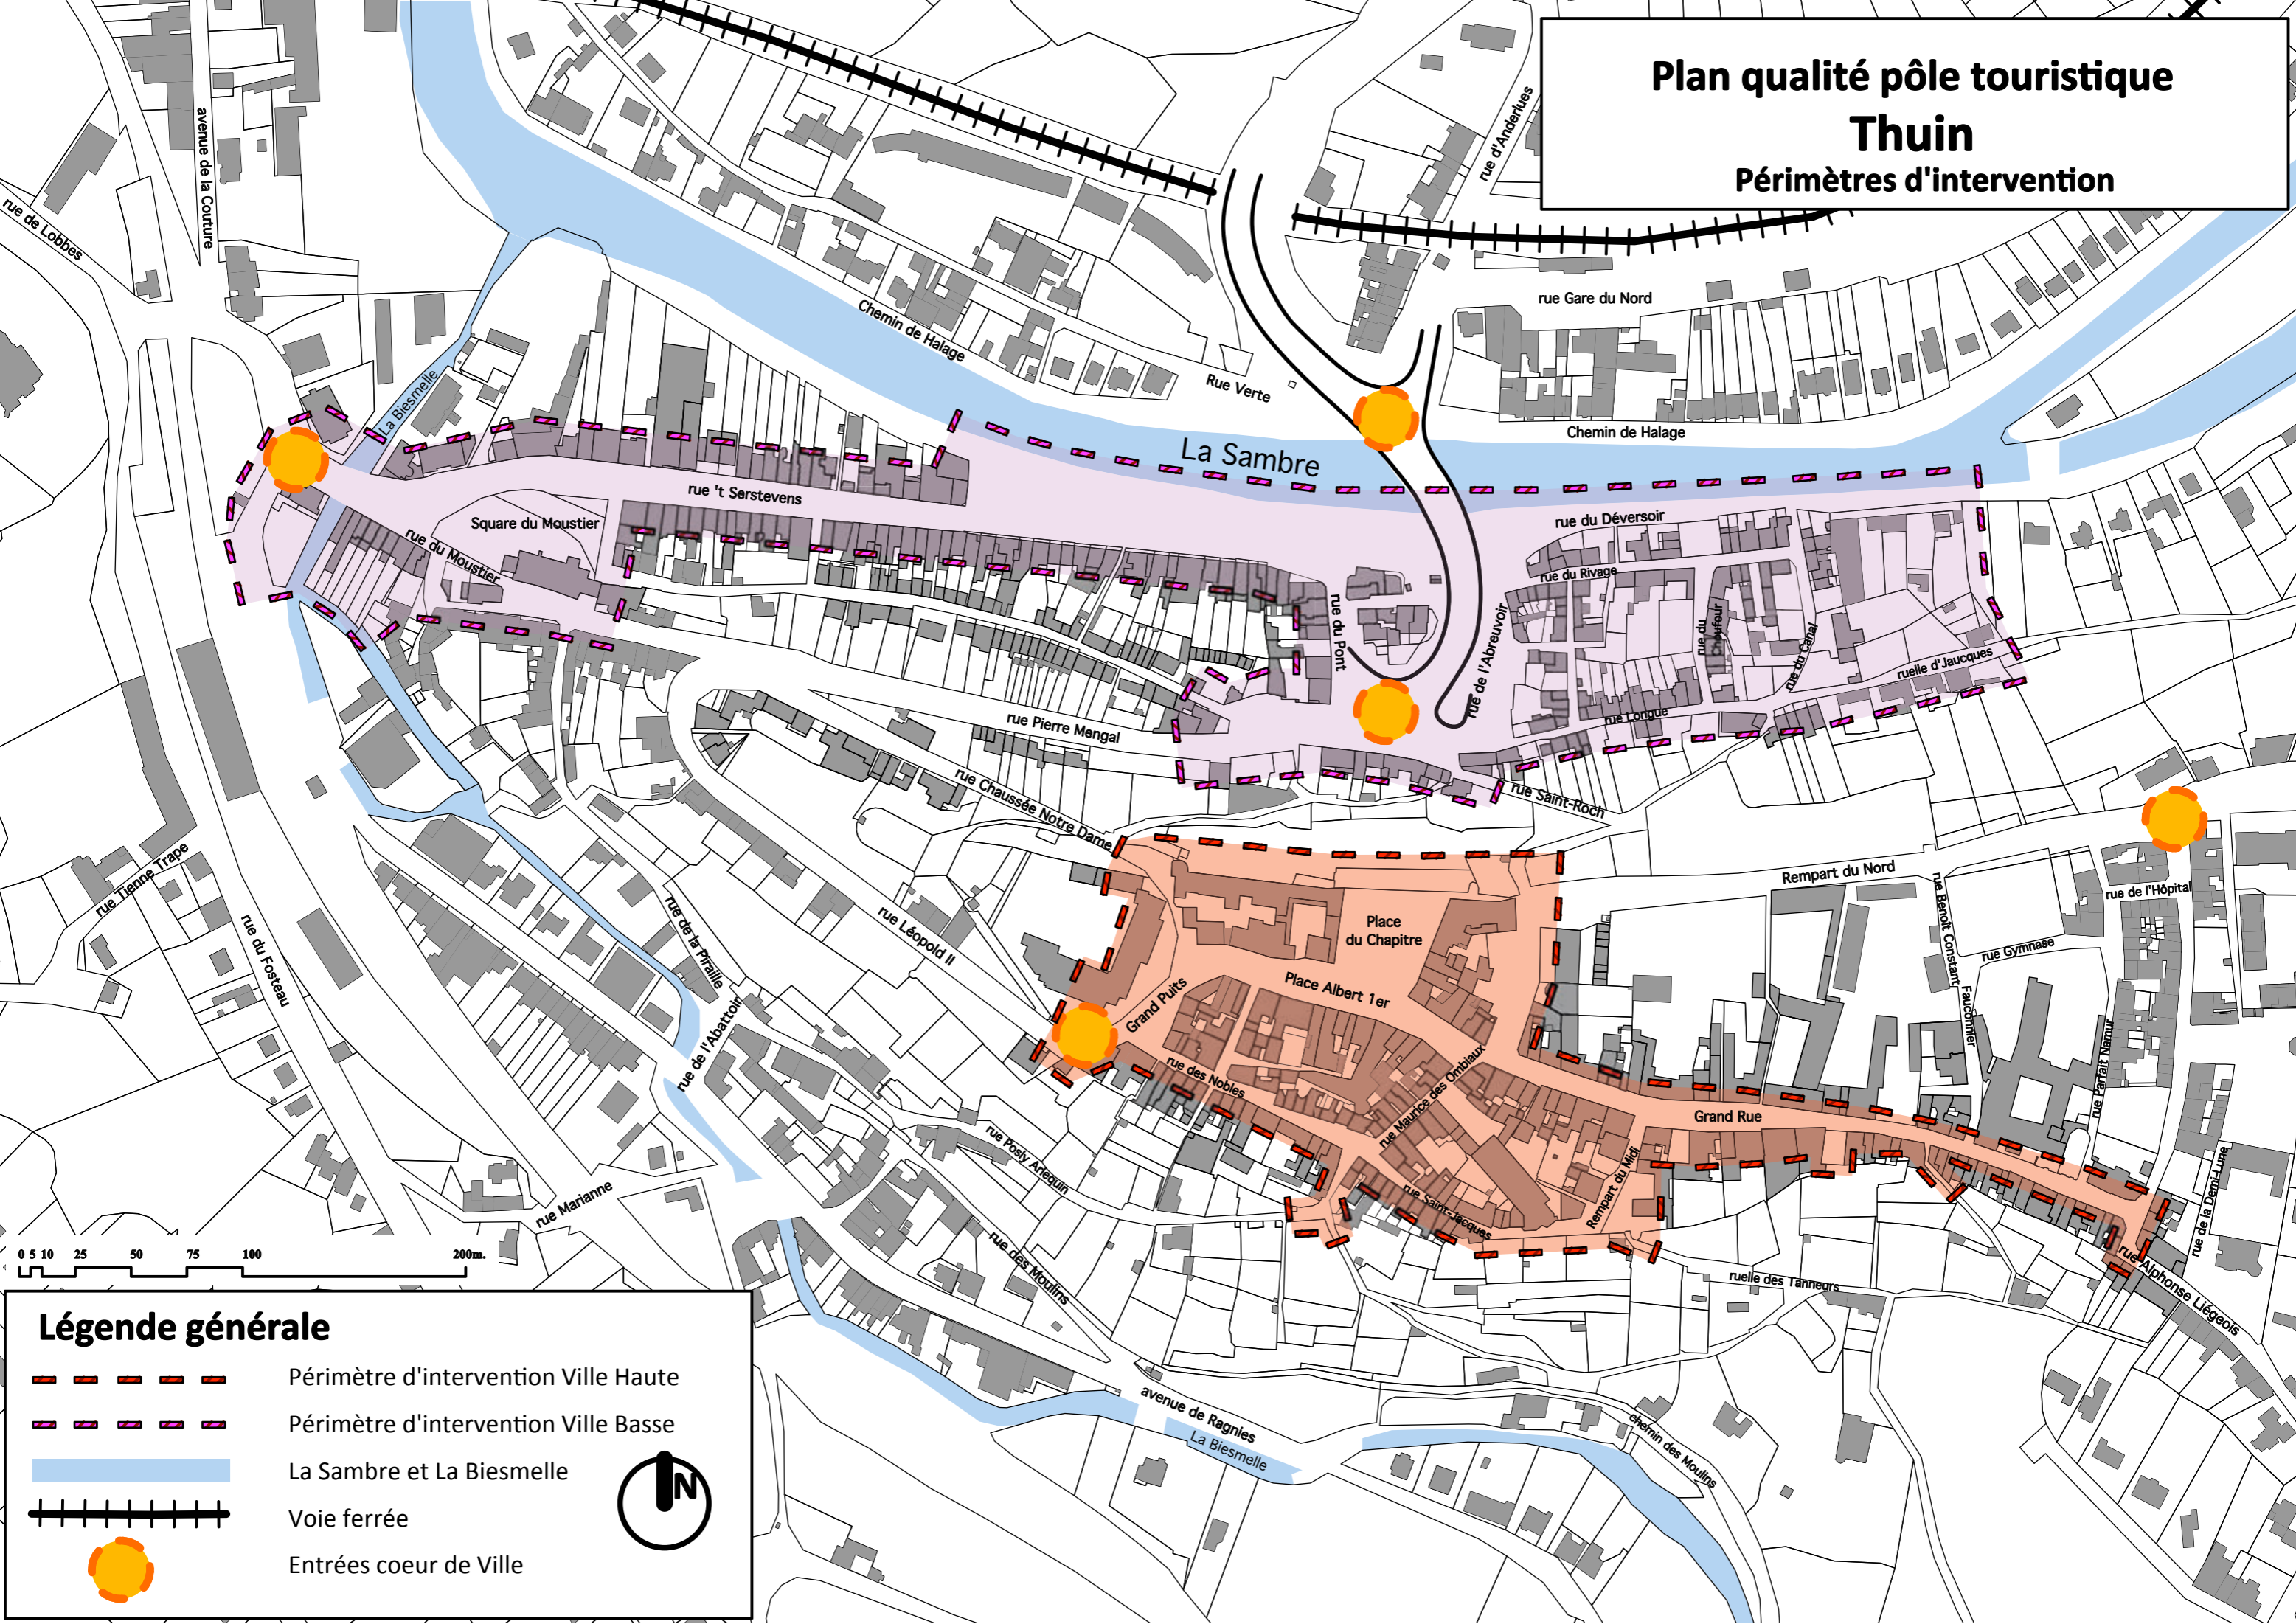 Plan qualité pôle touristique
Thuin
Périmètres d'intervention
avenue de la Couture
rue de Lobbes
rue d'Anderlues
rue Gare du Nord
Chemin de Halage
Rue Verte
La Biesmelle
La Sambre
Chemin de Halage
rue 't Serstevens
Square du Moustier
rue du Moustier
rue du Déversoir
rue du Rivage
rue du Pont
rue de l'Abreuvoir
rue du
Chaufour
rue du Canal
ruelle d'Jaucques
rue Longue
rue Pierre Mengal
rue Chaussée Notre Dame
rue Saint-Roch
rue Tienne Trape
rue du Fosteau
rue de la Piraille
rue Léopold II
Place
du Chapitre
Rempart du Nord
rue de l'Hôpital
rue Benoit Constant
Fauconnier
rue Gymnase
rue Parfait Namur
Grand Puits
Place Albert 1er
rue de l'Abattoir
rue des Nobles
rue Maurice des Ombiaux
Grand Rue
rue Posly Arlequin
Rempart du Midi
rue Saint-Jacques
rue de la Demi-Lune
rue Marianne
rue des Moulins
ruelle des Tanneurs
rue Alphonse Liégeois
avenue de Ragnies
La Biesmelle
chemin des Moulins
0 5 10 25 50 75 100 200m.
Légende générale
Périmètre d'intervention Ville Haute
Périmètre d'intervention Ville Basse
La Sambre et La Biesmelle
Voie ferrée
Entrées coeur de Ville
N